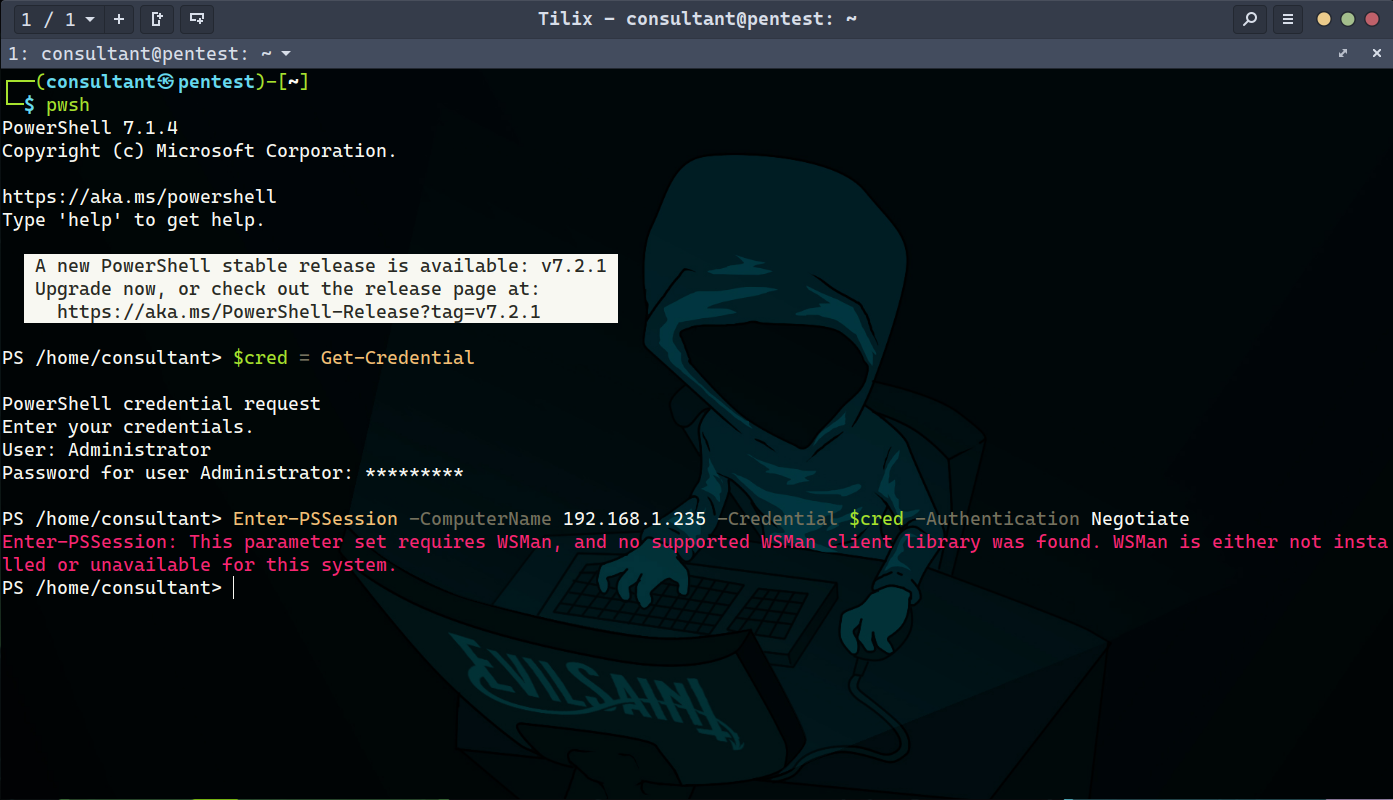 1 / 1
Tilix - consultant@pentest: ~
1: consultant@pentest: ~
(consultant㉿pentest)-[~]
$ pwsh
PowerShell 7.1.4
Copyright (c) Microsoft Corporation.
https://aka.ms/powershell
Type 'help' to get help.
A new PowerShell stable release is available: v7.2.1
Upgrade now, or check out the release page at:
https://aka.ms/PowerShell-Release?tag=v7.2.1
PS /home/consultant> $cred = Get-Credential
PowerShell credential request
Enter your credentials.
User: Administrator
Password for user Administrator: *********
PS /home/consultant> Enter-PSSession -ComputerName 192.168.1.235 -Credential $cred -Authentication Negotiate
Enter-PSSession: This parameter set requires WSMan, and no supported WSMan client library was found. WSMan is either not insta
lled or unavailable for this system.
PS /home/consultant>
EVILSAINT